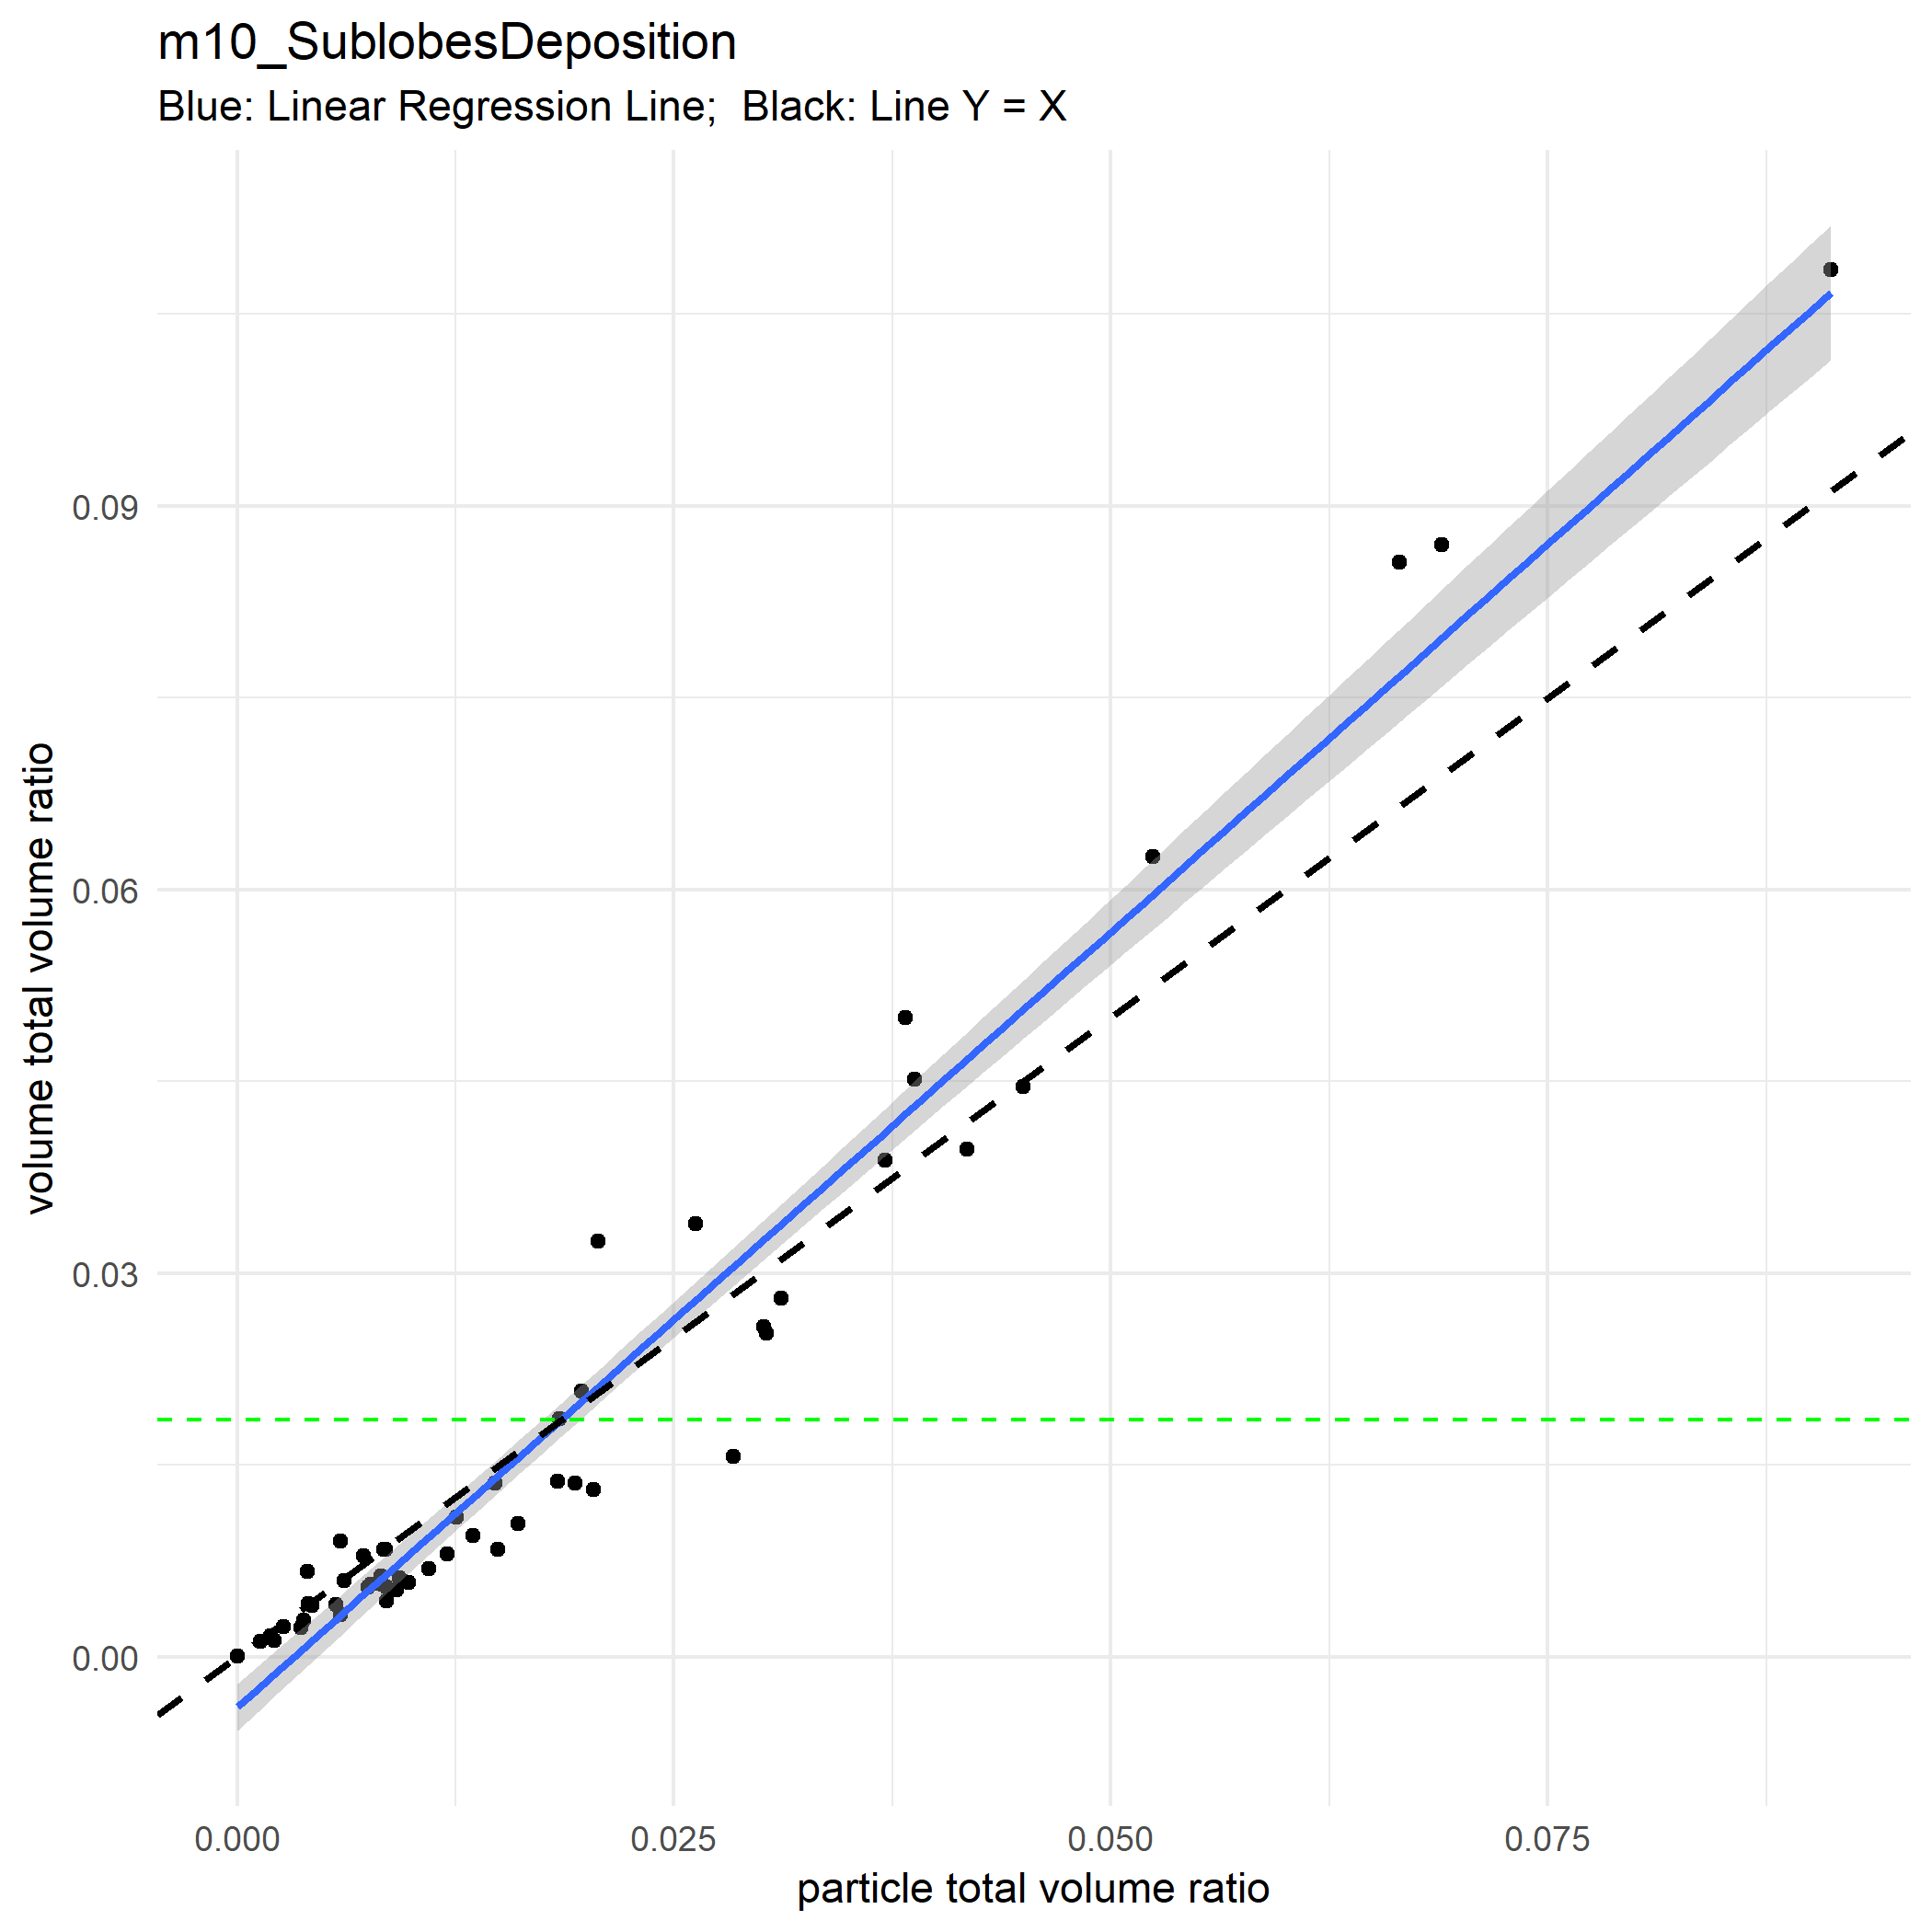 m10_SublobesDeposition
Blue: Linear Regression Line;  Black: Line Y = X
volume total volume ratio
0.09
0.06
0.03
0.00
0.000 0.025 0.050 0.075
particle total volume ratio